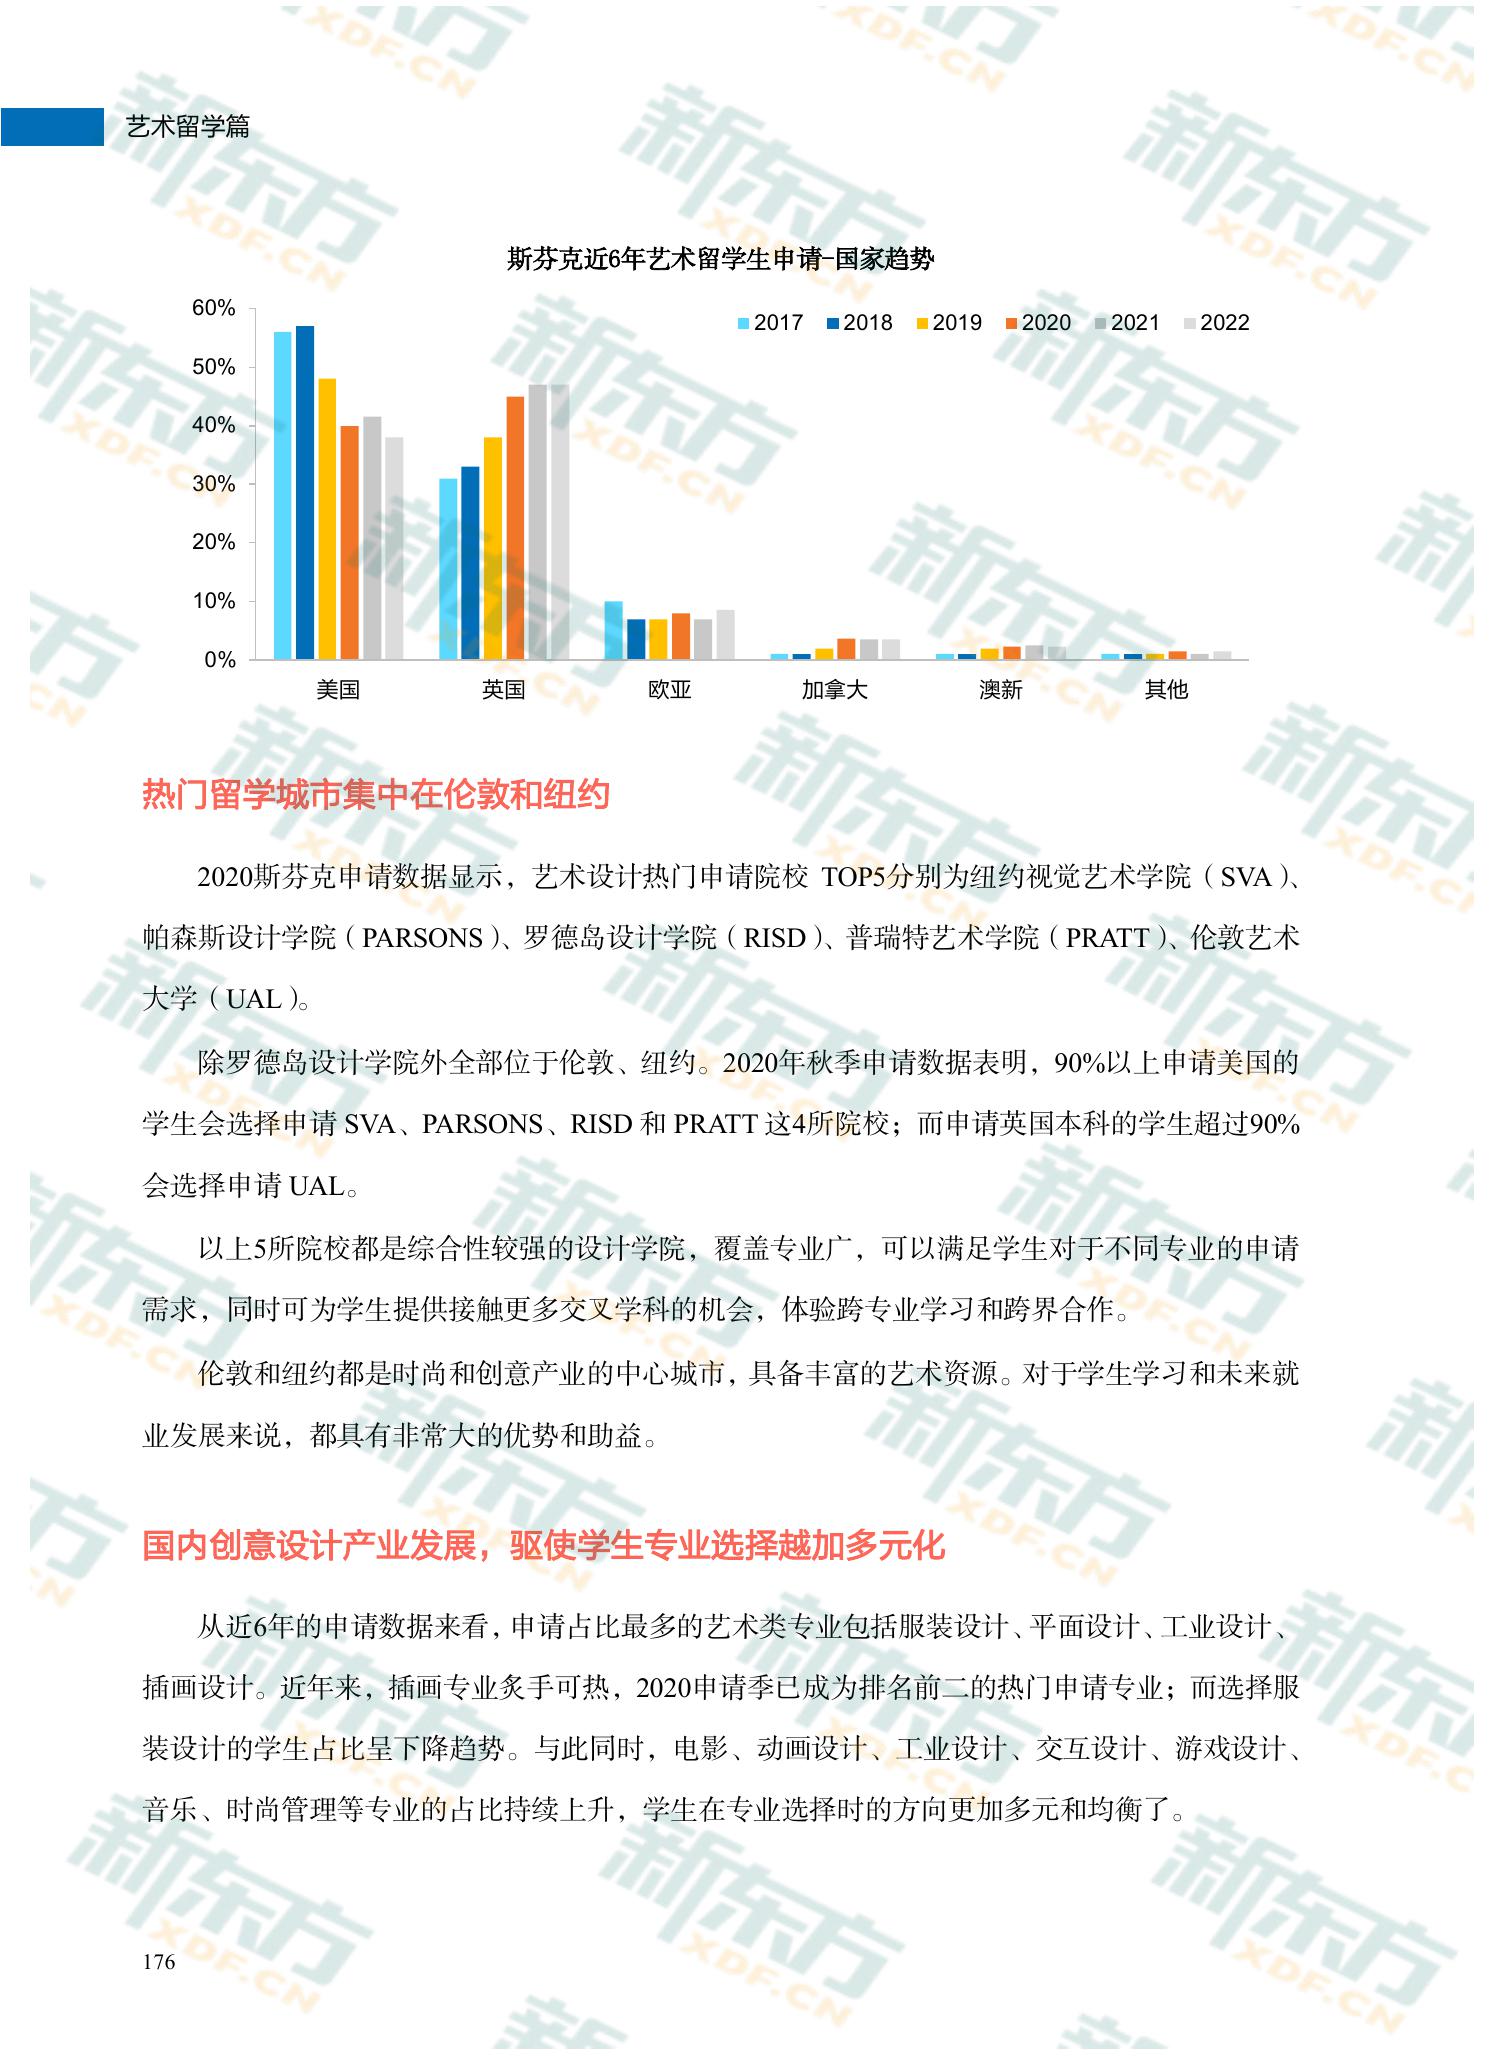 艺术留学篇
斯芬克近6年艺术留学生申请-国家趋势
2017 2018 2019 2020 2021 2022
60%
50%
40%
30%
20%
10%
0%
美国 英国 欧亚 加拿大 澳新 其他
热门留学城市集中在伦敦和纽约
2020斯芬克申请数据显示，艺术设计热门申请院校 TOP5分别为纽约视觉艺术学院（SVA）、
帕森斯设计学院（PARSONS）、罗德岛设计学院（RISD）、普瑞特艺术学院（PRATT）、伦敦艺术
大学（UAL）。
除罗德岛设计学院外全部位于伦敦、纽约。2020年秋季申请数据表明，90%以上申请美国的
学生会选择申请 SVA、PARSONS、RISD 和 PRATT 这4所院校；而申请英国本科的学生超过90%
会选择申请 UAL。
以上5所院校都是综合性较强的设计学院，覆盖专业广，可以满足学生对于不同专业的申请
需求，同时可为学生提供接触更多交叉学科的机会，体验跨专业学习和跨界合作。
伦敦和纽约都是时尚和创意产业的中心城市，具备丰富的艺术资源。对于学生学习和未来就
业发展来说，都具有非常大的优势和助益。
国内创意设计产业发展，驱使学生专业选择越加多元化
从近6年的申请数据来看，申请占比最多的艺术类专业包括服装设计、平面设计、工业设计、
插画设计。近年来，插画专业炙手可热，2020申请季已成为排名前二的热门申请专业；而选择服
装设计的学生占比呈下降趋势。与此同时，电影、动画设计、工业设计、交互设计、游戏设计、
音乐、时尚管理等专业的占比持续上升，学生在专业选择时的方向更加多元和均衡了。
176
新东方
XDF.CN